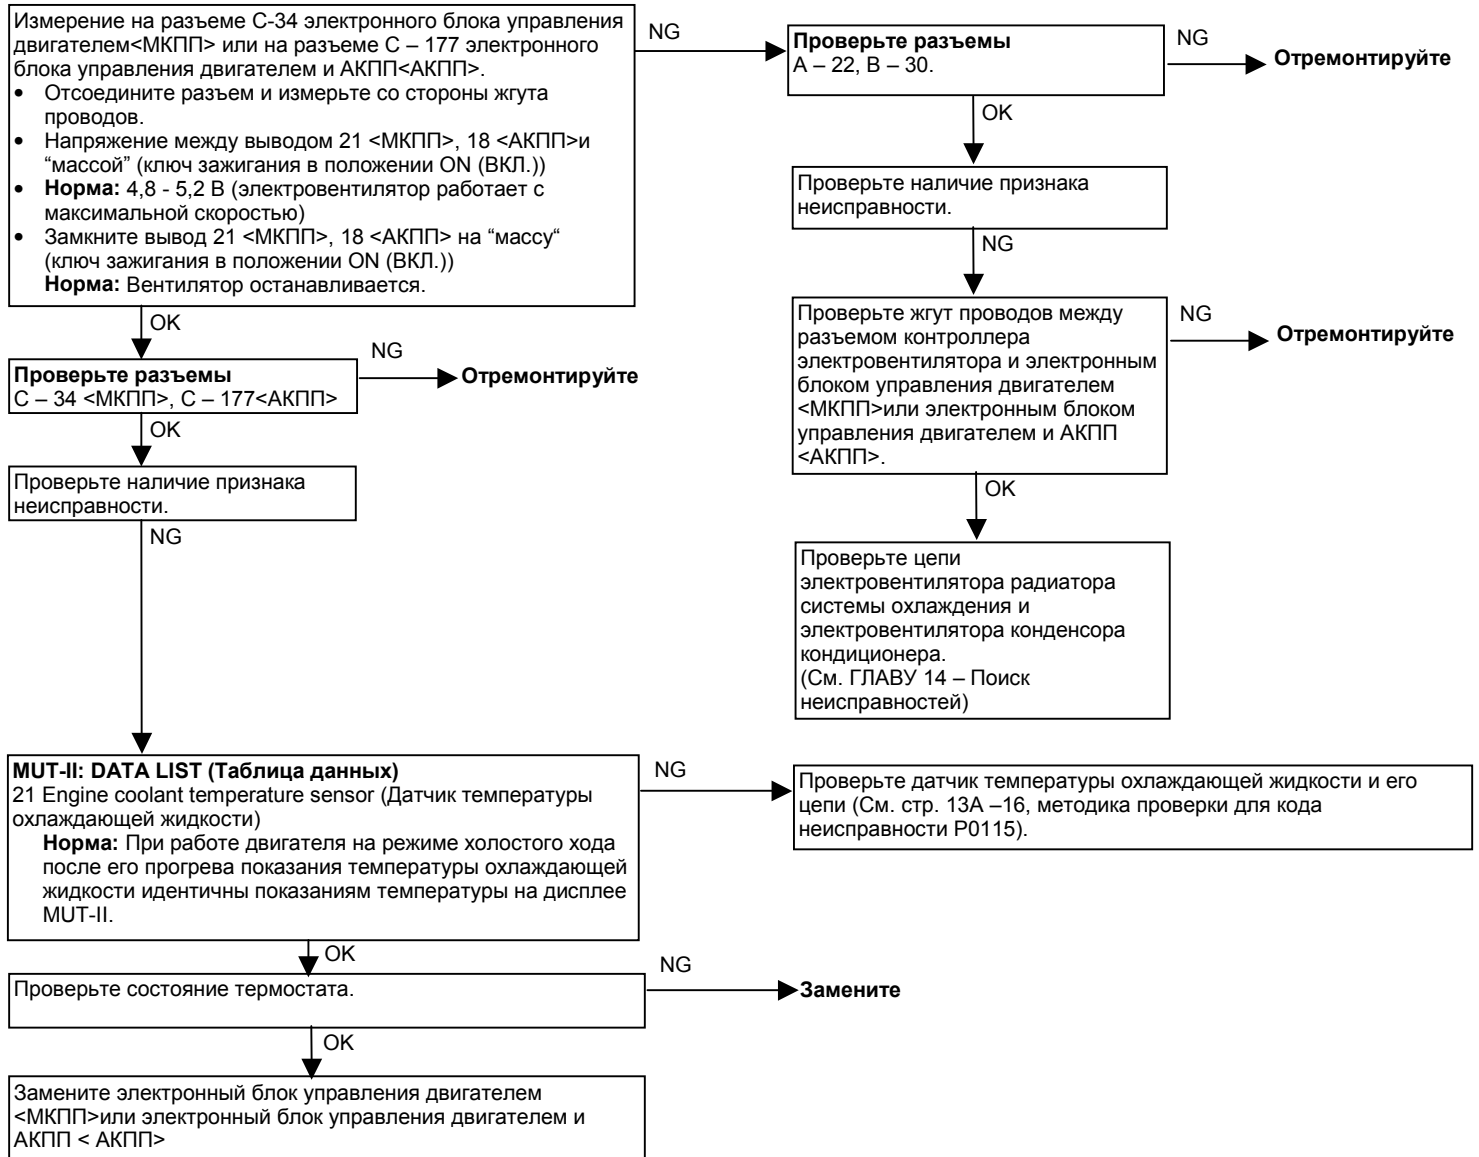 Измерение на разъеме С-34 электронного блока управления
двигателем<МКПП> или на разъеме С – 177 электронного
блока управления двигателем и АКПП<АКПП>.
• Отсоедините разъем и измерьте со стороны жгута
проводов.
• Напряжение между выводом 21 <МКПП>, 18 <АКПП>и
“массой” (ключ зажигания в положении ON (ВКЛ.))
• Норма: 4,8 - 5,2 В (электровентилятор работает с
максимальной скоростью)
• Замкните вывод 21 <МКПП>, 18 <АКПП> на “массу“
(ключ зажигания в положении ON (ВКЛ.))
Норма: Вентилятор останавливается.
NG
Проверьте разъемы
А – 22, В – 30.
NG
Отремонтируйте
OK
Проверьте наличие признака
неисправности.
NG
Проверьте жгут проводов между
разъемом контроллера
электровентилятора и электронным
блоком управления двигателем
<МКПП>или электронным блоком
управления двигателем и АКПП
<АКПП>.
NG
Отремонтируйте
OK
Проверьте цепи
электровентилятора радиатора
системы охлаждения и
электровентилятора конденсора
кондиционера.
(См. ГЛАВУ 14 – Поиск
неисправностей)
OK
Проверьте разъемы
С – 34 <МКПП>, С – 177<АКПП>
NG
Отремонтируйте
OK
Проверьте наличие признака
неисправности.
NG
MUT-II: DATA LIST (Таблица данных)
21 Engine coolant temperature sensor (Датчик температуры
охлаждающей жидкости)
Норма: При работе двигателя на режиме холостого хода
после его прогрева показания температуры охлаждающей
жидкости идентичны показаниям температуры на дисплее
MUT-II.
NG
Проверьте датчик температуры охлаждающей жидкости и его
цепи (См. стр. 13А –16, методика проверки для кода
неисправности Р0115).
OK
Проверьте состояние термостата.
NG
Замените
OK
Замените электронный блок управления двигателем
<МКПП>или электронный блок управления двигателем и
АКПП < АКПП>